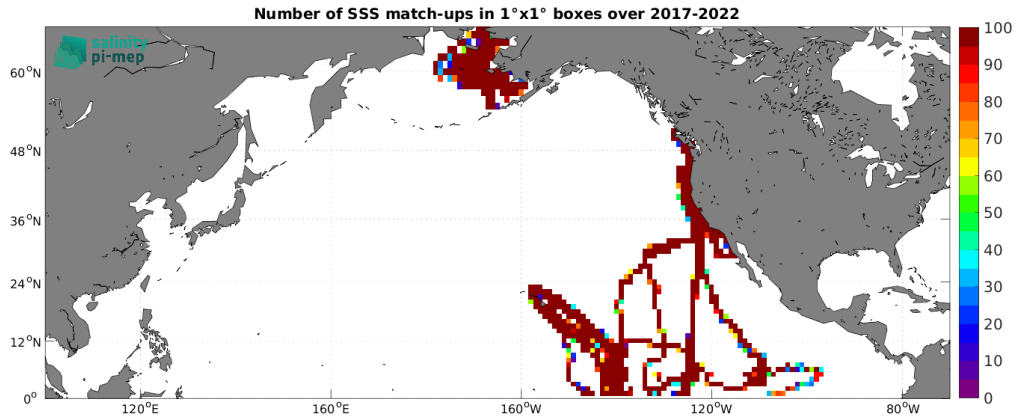 Number of SSS match-ups in 1°x1° boxes over 2017-2022
salinity
pi-mep
60°N
48°N
36°N
24°N
12°N
0°
120°E
160°E
160°W
120°W
80°W
100
90
80
70
60
50
40
30
20
10
0